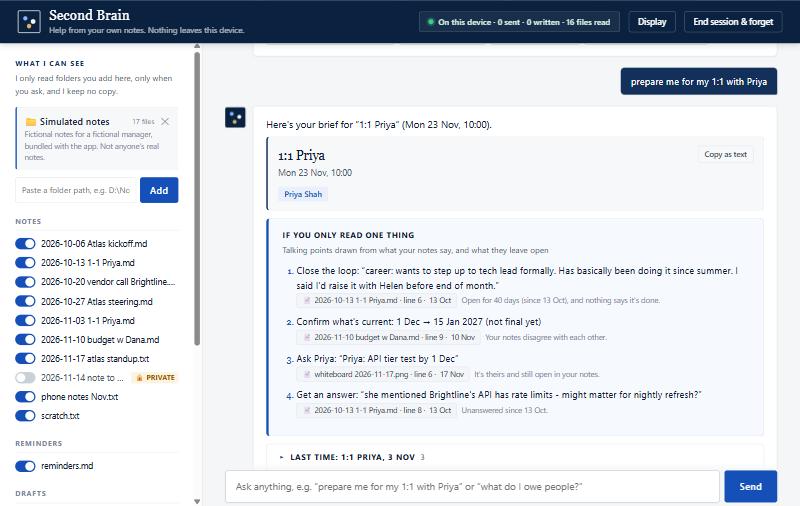 Second Brain
Help from your own notes. Nothing leaves this device.
On this device · 0 sent · 0 written · 16 files read
Display
End session & forget
WHAT I CAN SEE
I only read folders you add here, only when
you ask, and I keep no copy.
Simulated notes
17 files
Fictional notes for a fictional manager,
bundled with the app. Not anyone's real
notes.
Paste a folder path, e.g. D:\No
Add
NOTES
2026-10-06 Atlas kickoff.md
2026-10-13 1-1 Priya.md
2026-10-20 vendor call Brightline....
2026-10-27 Atlas steering.md
2026-11-03 1-1 Priya.md
2026-11-10 budget w Dana.md
2026-11-17 atlas standup.txt
2026-11-14 note to ...
PRIVATE
phone notes Nov.txt
scratch.txt
REMINDERS
reminders.md
DRAFTS
prepare me for my 1:1 with Priya
Here's your brief for "1:1 Priya" (Mon 23 Nov, 10:00).
1:1 Priya
Copy as text
Mon 23 Nov, 10:00
Priya Shah
IF YOU ONLY READ ONE THING
Talking points drawn from what your notes say, and what they leave open
1. Close the loop: "career: wants to step up to tech lead formally. Has basically been doing it since summer. I
said I'd raise it with Helen before end of month."
2026-10-13 1-1 Priya.md · line 6 · 13 Oct
Open for 40 days (since 13 Oct), and nothing says it's done.
2. Confirm what's current: 1 Dec → 15 Jan 2027 (not final yet)
2026-11-10 budget w Dana.md · line 9 · 10 Nov
Your notes disagree with each other.
3. Ask Priya: "Priya: API tier test by 1 Dec"
whiteboard 2026-11-17.png · line 6 · 17 Nov
It's theirs and still open in your notes.
4. Get an answer: "she mentioned Brightline's API has rate limits - might matter for nightly refresh?"
2026-10-13 1-1 Priya.md · line 8 · 13 Oct
Unanswered since 13 Oct.
LAST TIME: 1:1 PRIYA, 3 NOV 3
Ask anything, e.g. "prepare me for my 1:1 with Priya" or "what do I owe people?"
Send